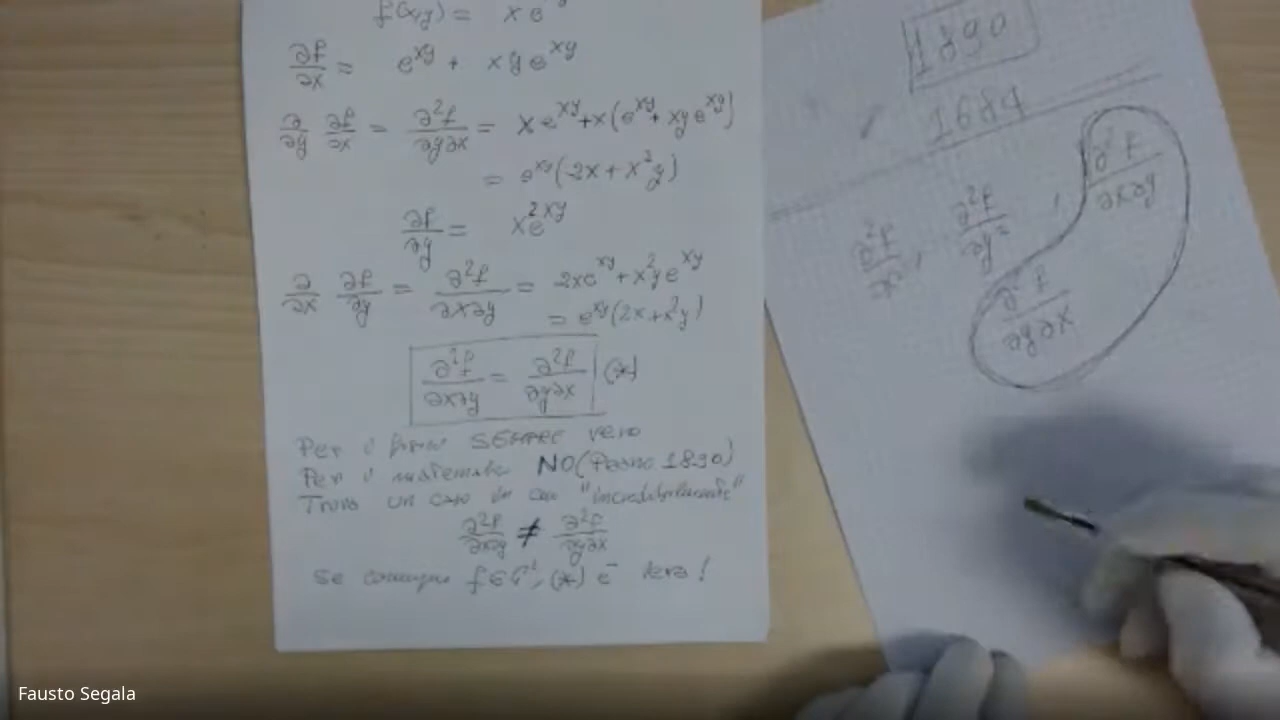 f(x,y) = x e^y
∂f/∂x = e^xy + xy e^xy
∂/∂y ∂f/∂x = ∂²f/∂y∂x = x e^xy + x(e^xy + xy e^xy)
= e^xy(2x + x²y)
∂f/∂y = x² e^xy
∂/∂x ∂f/∂y = ∂²f/∂x∂y = 2x e^xy + x²y e^xy
= e^xy(2x + x²y)
∂²f/∂x∂y = ∂²f/∂y∂x (*)
Per i fisici SEMPRE vero
Per i matematici NO (Peano 1890)
Trova un caso in cui "incredibilmente"
∂²f/∂x∂y ≠ ∂²f/∂y∂x
Se comunque f ∈ C², (*) è vera!
1890
1684
∂²f/∂x², ∂²f/∂y², ∂²f/∂x∂y
∂²f/∂y∂x
Fausto Segala